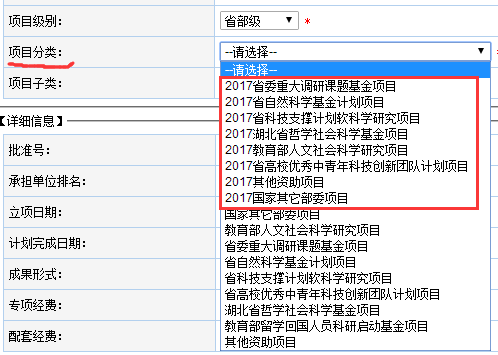 项目级别： 省部级 *
项目分类： --请选择--
--请选择--
项目子类：
2017省委重大调研课题基金项目
2017省自然科学基金计划项目
2017省科技支撑计划软科学研究项目
2017湖北省哲学社会科学基金项目
2017教育部人文社会科学研究项目
2017省高校优秀中青年科技创新团队计划项目
2017其他资助项目
2017国家其它部委项目
国家其它部委项目
教育部人文社会科学研究项目
省委重大调研课题基金项目
省自然科学基金计划项目
省科技支撑计划软科学研究项目
省高校优秀中青年科技创新团队计划项目
湖北省哲学社会科学基金项目
教育部留学回国人员科研启动基金项目
其他资助项目
【详细信息】
批准号：
承担单位排名：
立项日期：
计划完成日期：
成果形式：
专项经费：
配套经费：